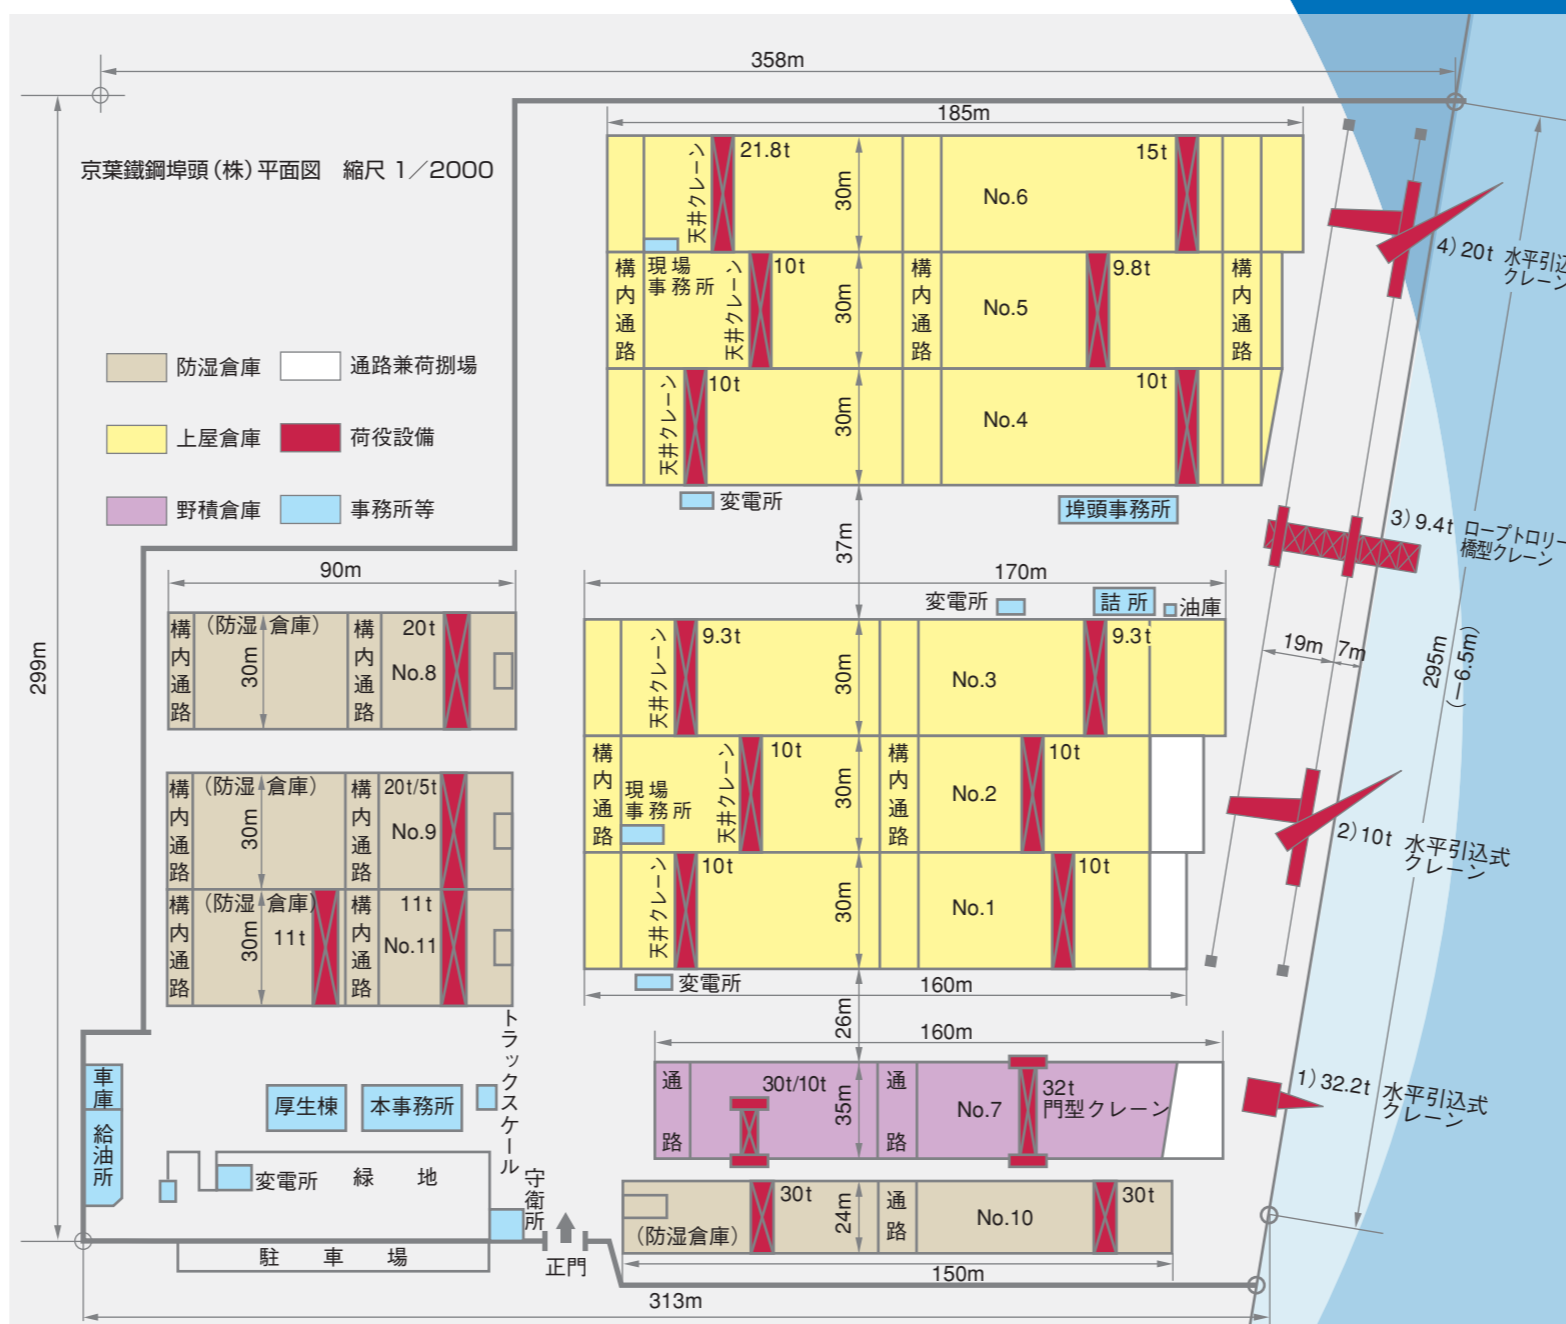 358m
185m
京葉鐵鋼埠頭(株)平面図 縮尺 1／2000
天井クレーン
21.8t
30m
No.6
15t
4）20t 水平引込
クレーン
構内通路
現場
事務所
天井クレーン
10t
30m
構内通路
No.5
9.8t
構内通路
天井クレーン
10t
30m
No.4
10t
防湿倉庫
通路兼荷捌場
上屋倉庫
荷役設備
野積倉庫
事務所等
変電所
埠頭事務所
37m
3）9.4t ロープトロリー
橋型クレーン
299m
90m
170m
変電所
詰所
油庫
構内通路
（防湿倉庫）
30m
構内通路
20t
No.8
天井クレーン
9.3t
30m
No.3
9.3t
19m
7m
295m
（－6.5m）
構内通路
（防湿倉庫）
30m
構内通路
20t/5t
No.9
構内通路
現場
事務所
天井クレーン
10t
30m
構内通路
No.2
10t
2）10t 水平引込式
クレーン
構内通路
（防湿倉庫）
30m
11t
構内通路
11t
No.11
天井クレーン
10t
30m
No.1
10t
変電所
160m
26m
160m
トラックスケール
車庫
給油所
厚生棟
本事務所
通路
30t/10t
35m
通路
No.7
32t
門型クレーン
1）32.2t 水平引込式
クレーン
変電所
緑地
守衛所
駐車場
正門
（防湿倉庫）
30t
24m
通路
No.10
30t
150m
313m